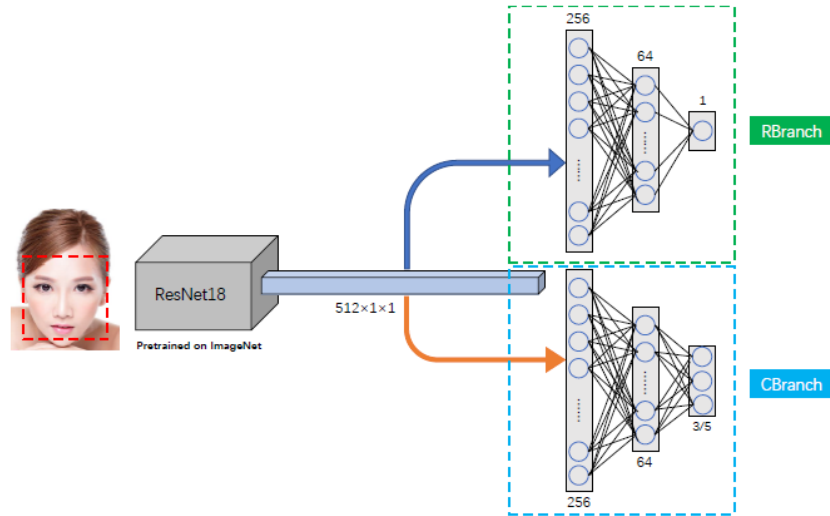 256
64
1
RBranch
ResNet18
512×1×1
Pretrained on ImageNet
CBranch
3/5
64
256